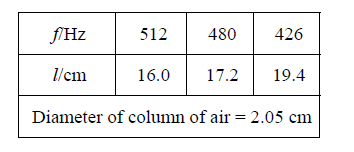 f/Hz 512 480 426
l/cm 16.0 17.2 19.4
Diameter of column of air = 2.05 cm